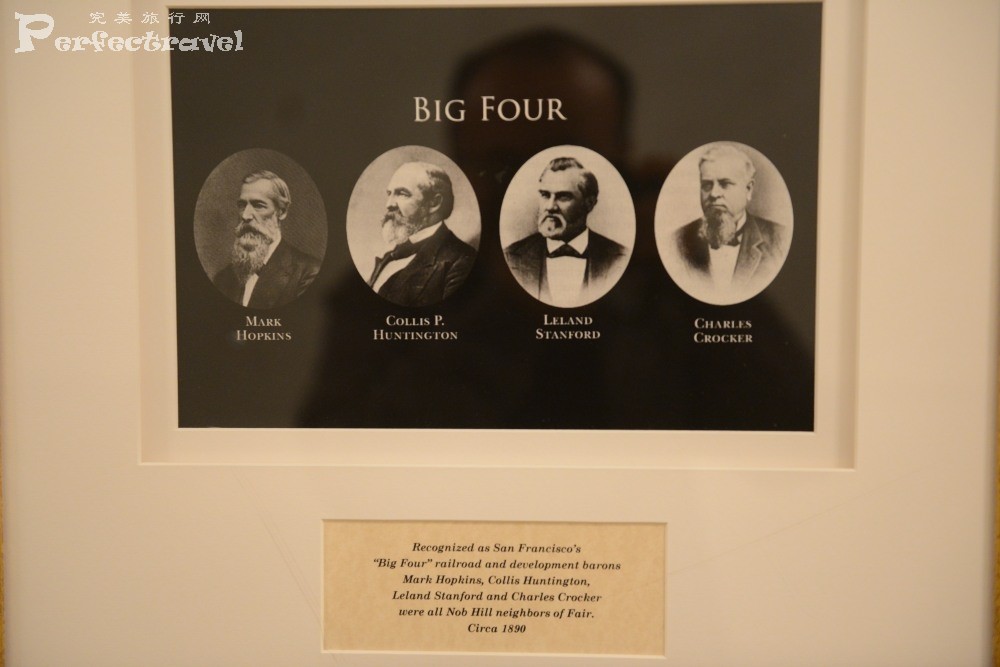 完美旅行网
Perfectravel
BIG FOUR
MARK
HOPKINS
COLLIS P.
HUNTINGTON
LELAND
STANFORD
CHARLES
CROCKER
Recognized as San Francisco's
"Big Four" railroad and development barons
Mark Hopkins, Collis Huntington,
Leland Stanford and Charles Crocker
were all Nob Hill neighbors of Fair.
Circa 1890